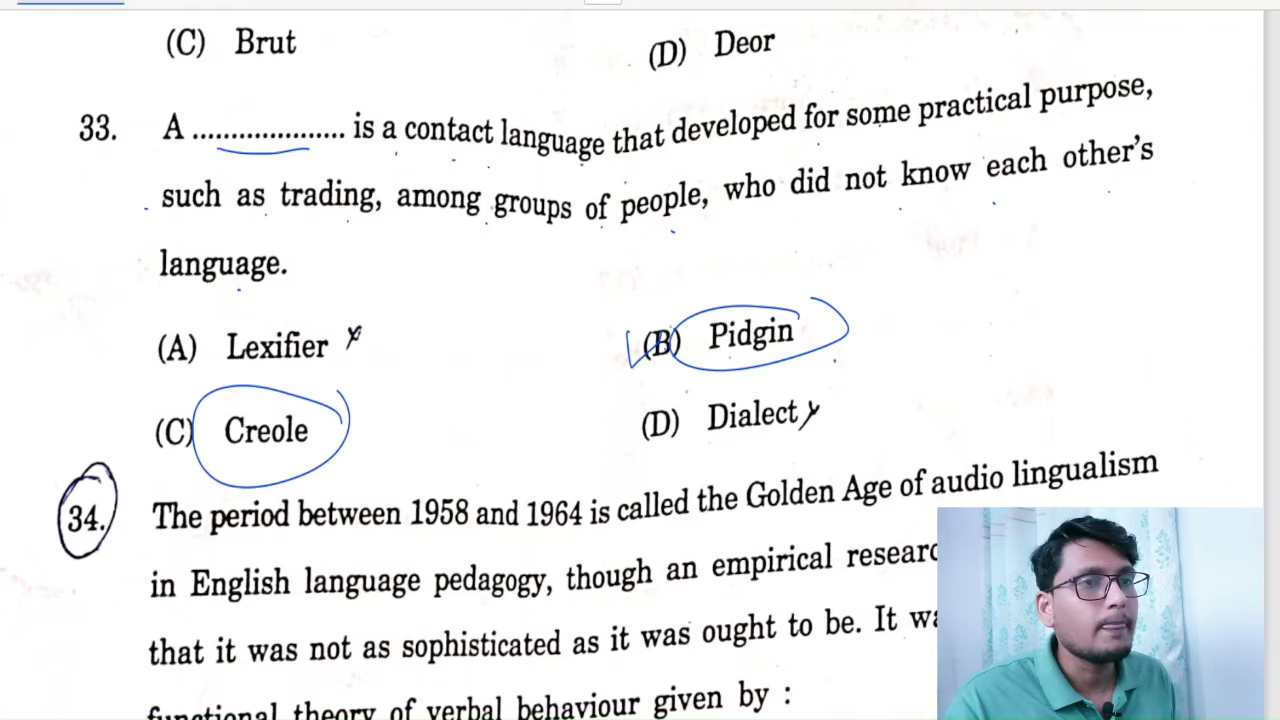 (C) Brut
(D) Deor
33. A .................... is a contact language that developed for some practical purpose,
such as trading, among groups of people, who did not know each other's
language.
(A) Lexifier
(B) Pidgin
(C) Creole
(D) Dialect
34. The period between 1958 and 1964 is called the Golden Age of audio lingualism
in English language pedagogy, though an empirical
that it was not as sophisticated as it was ought to be. It
functional theory of verbal behaviour given by :